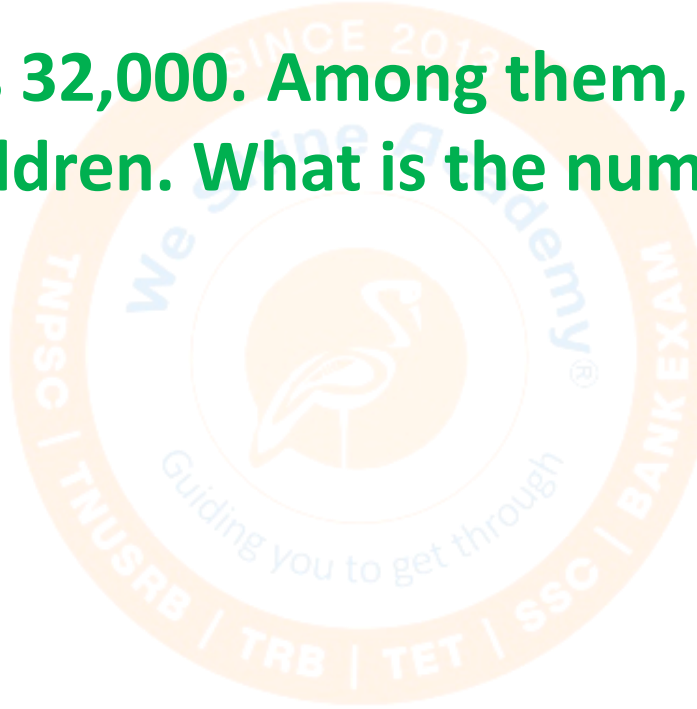 32,000. Among them,
ldren. What is the num
SINCE 2013
We Shine Academy®
Guiding you to get through
TNPSC | TNUSRB | TRB | TET | SSC | BANK EXAM